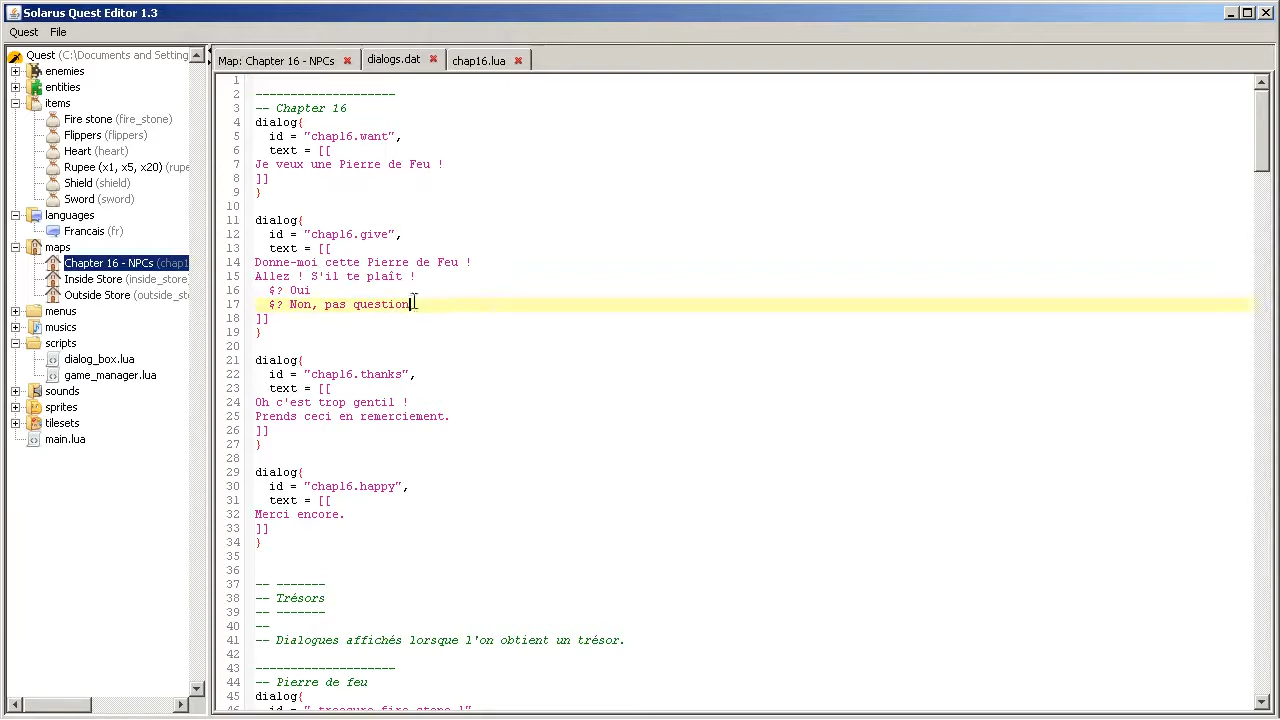 Solarus Quest Editor 1.3
Quest File
Quest (C:\Documents and Setting
enemies
entities
items
Fire stone (fire_stone)
Flippers (flippers)
Heart (heart)
Rupee (x1, x5, x20) (rupe
Shield (shield)
Sword (sword)
languages
Francais (fr)
maps
Chapter 16 - NPCs (chap1
Inside Store (inside_store
Outside Store (outside_sto
menus
musics
scripts
dialog_box.lua
game_manager.lua
sounds
sprites
tilesets
main.lua
Map: Chapter 16 - NPCs dialogs.dat chap16.lua
1
2 --------------------
3 -- Chapter 16
4 dialog{
5 id = "chap16.want",
6 text = [[
7 Je veux une Pierre de Feu !
8 ]]
9 }
10
11 dialog{
12 id = "chap16.give",
13 text = [[
14 Donne-moi cette Pierre de Feu !
15 Allez ! S'il te plaît !
16 $? Oui
17 $? Non, pas question
18 ]]
19 }
20
21 dialog{
22 id = "chap16.thanks",
23 text = [[
24 Oh c'est trop gentil !
25 Prends ceci en remerciement.
26 ]]
27 }
28
29 dialog{
30 id = "chap16.happy",
31 text = [[
32 Merci encore.
33 ]]
34 }
35
36
37 -- -------
38 -- Trésors
39 -- -------
40 --
41 -- Dialogues affichés lorsque l'on obtient un trésor.
42
43 --------------------
44 -- Pierre de feu
45 dialog{
46 id = "_treasure.fire_stone.1"